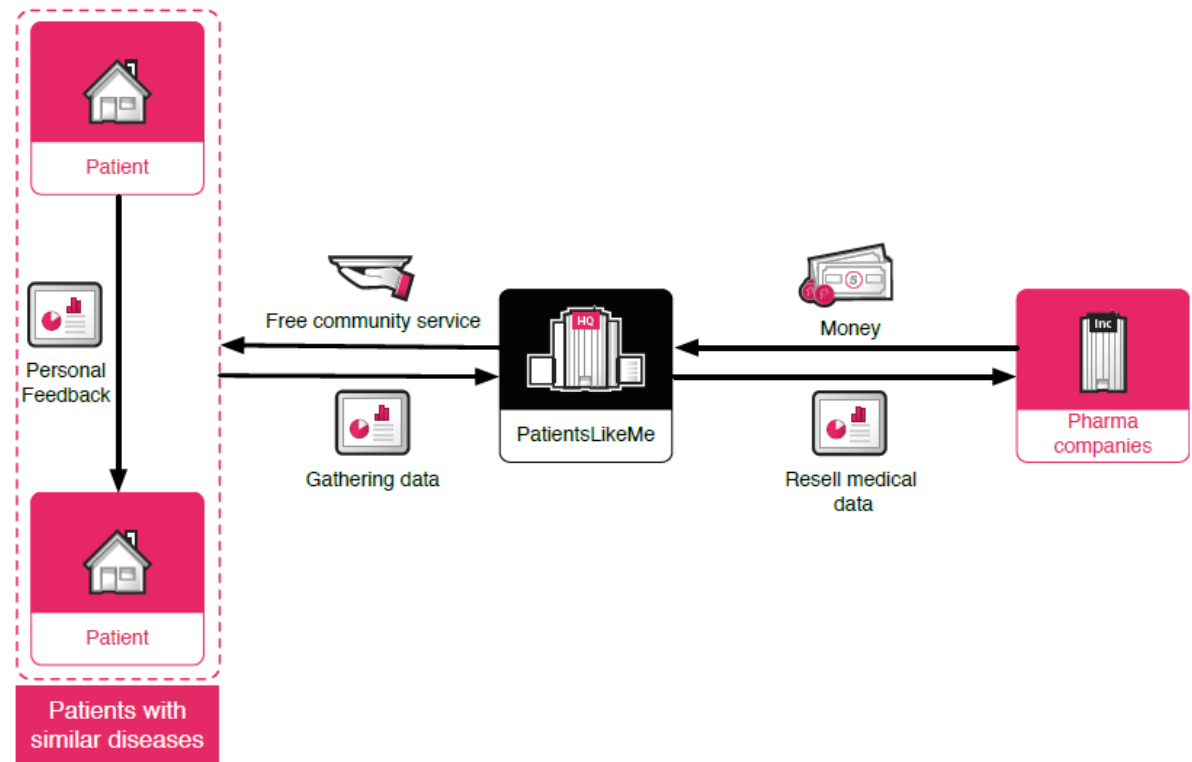 Patient
Personal
Feedback
Patient
Patients with
similar diseases
Free community service
Gathering data
HQ
PatientsLikeMe
5
Money
Resell medical
data
Inc
Pharma
companies